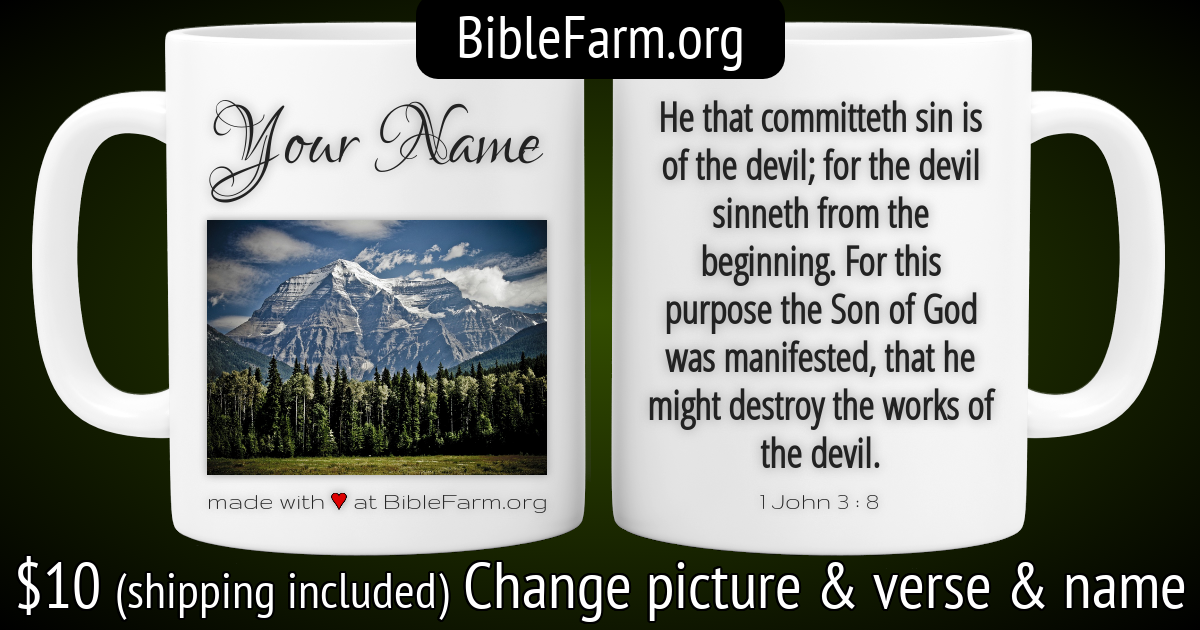 BibleFarm.org
Your Name
made with ♥ at BibleFarm.org
He that committeth sin is
of the devil; for the devil
sinneth from the
beginning. For this
purpose the Son of God
was manifested, that he
might destroy the works of
the devil.
1 John 3 : 8
$10 (shipping included) Change picture & verse & name